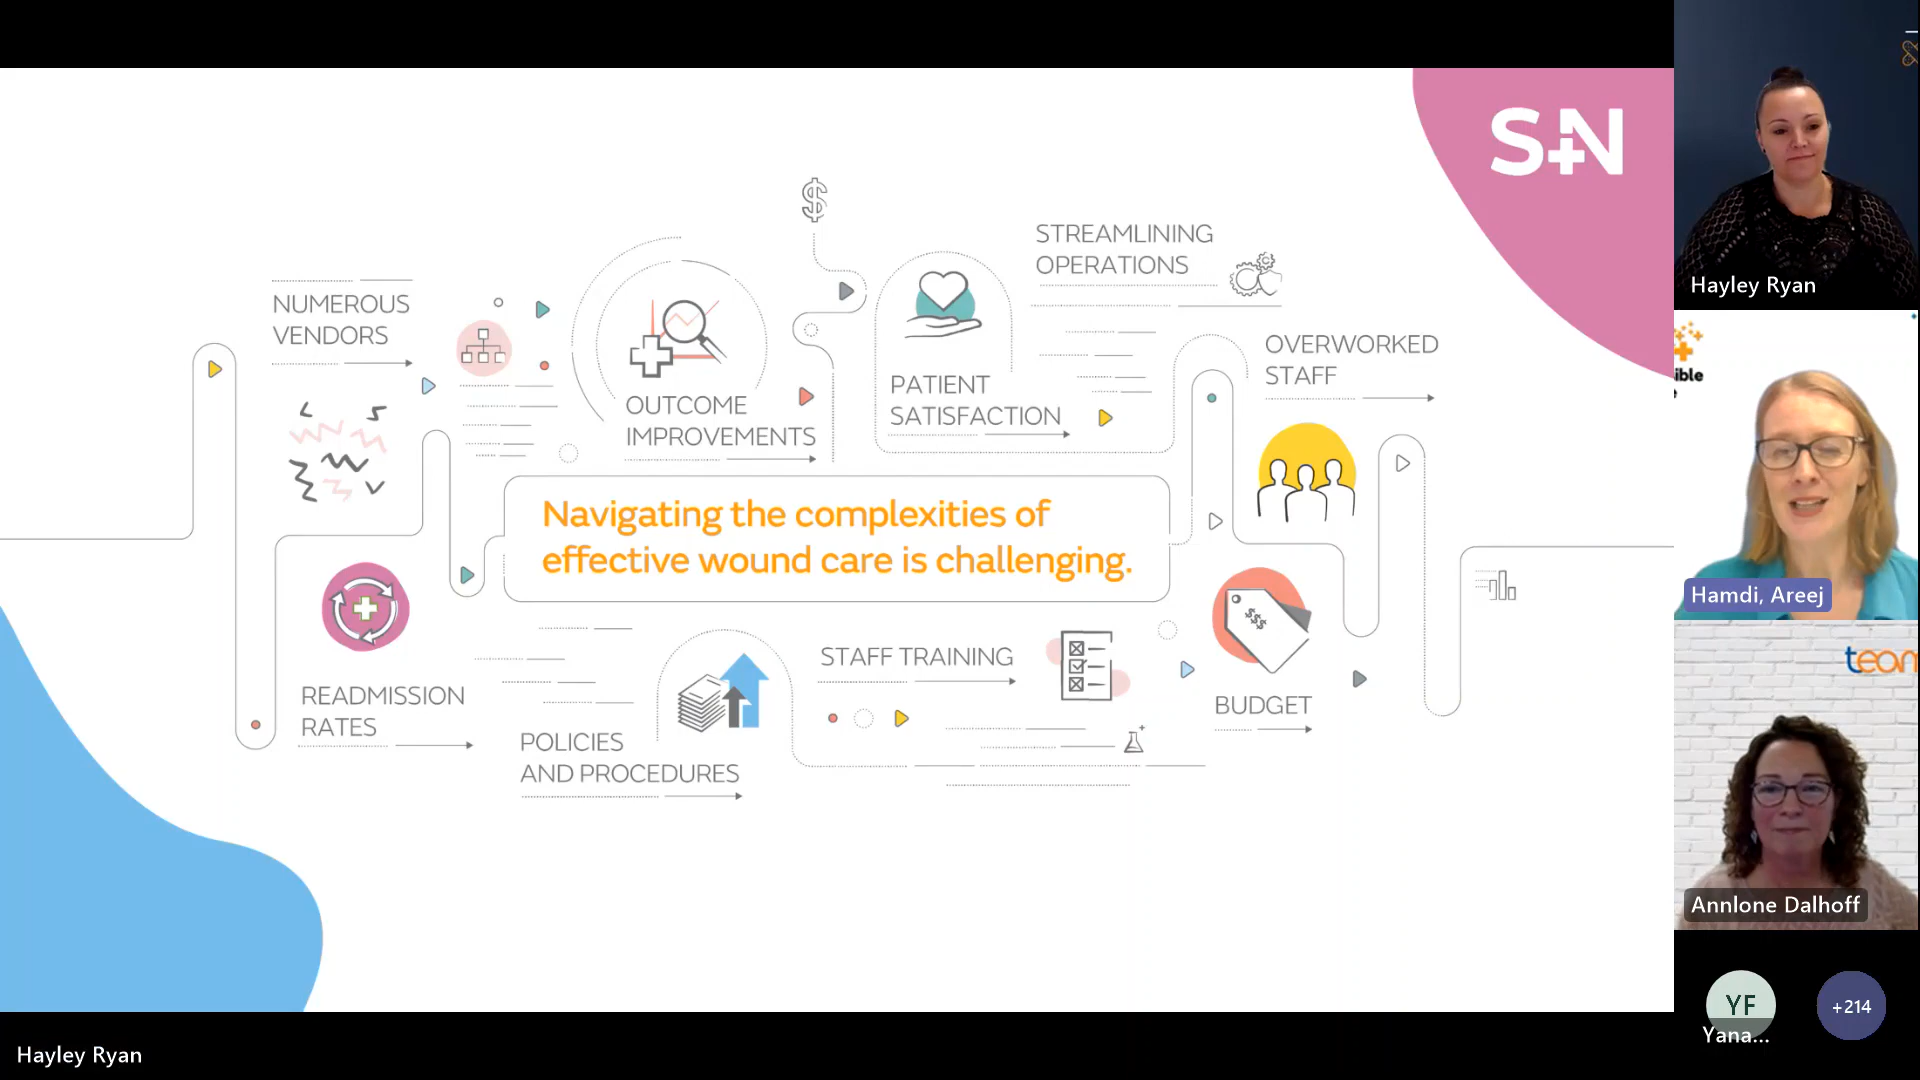 S+N
STREAMLINING
OPERATIONS
NUMEROUS
VENDORS
OUTCOME
IMPROVEMENTS
PATIENT
SATISFACTION
OVERWORKED
STAFF
Navigating the complexities of
effective wound care is challenging.
READMISSION
RATES
POLICIES
AND PROCEDURES
STAFF TRAINING
BUDGET
Hayley Ryan
Hayley Ryan
ible
e
Hamdi, Areej
team
Annlone Dalhoff
YF
Yana...
+214